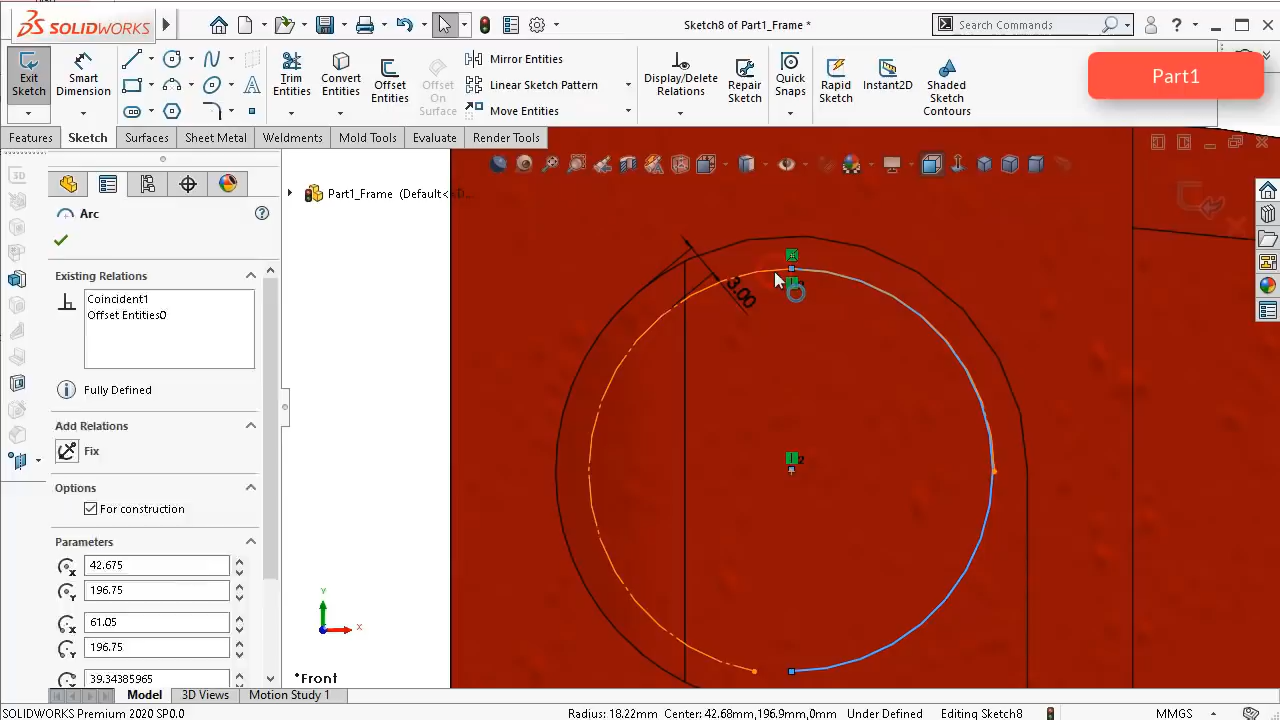 SOLIDWORKS
Sketch8 of Part1_Frame *
Search Commands
Exit Sketch
Smart Dimension
Trim Entities
Convert Entities
Offset Entities
Offset On Surface
Mirror Entities
Linear Sketch Pattern
Move Entities
Display/Delete Relations
Repair Sketch
Quick Snaps
Rapid Sketch
Instant2D
Shaded Sketch Contours
Part1
Features
Sketch
Surfaces
Sheet Metal
Weldments
Mold Tools
Evaluate
Render Tools
Part1_Frame (Default<<D...
Arc
Existing Relations
Coincident1
Offset Entities0
Fully Defined
Add Relations
Fix
Options
For construction
Parameters
42.675
196.75
61.05
196.75
3.00
2
Y
X
*Front
Model
3D Views
Motion Study 1
SOLIDWORKS Premium 2020 SP0.0
Radius: 18.22mm Center: 42.68mm,196.9mm,0mm
Under Defined
Editing Sketch8
MMGS